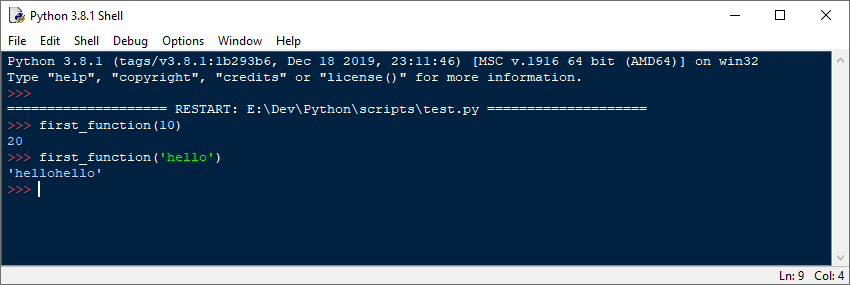 Python 3.8.1 Shell
File Edit Shell Debug Options Window Help
Python 3.8.1 (tags/v3.8.1:1b293b6, Dec 18 2019, 23:11:46) [MSC v.1916 64 bit (AMD64)] on win32
Type "help", "copyright", "credits" or "license()" for more information.
>>>
==================== RESTART: E:\Dev\Python\scripts\test.py ====================
>>> first_function(10)
20
>>> first_function('hello')
'hellohello'
>>>
Ln: 9 Col: 4